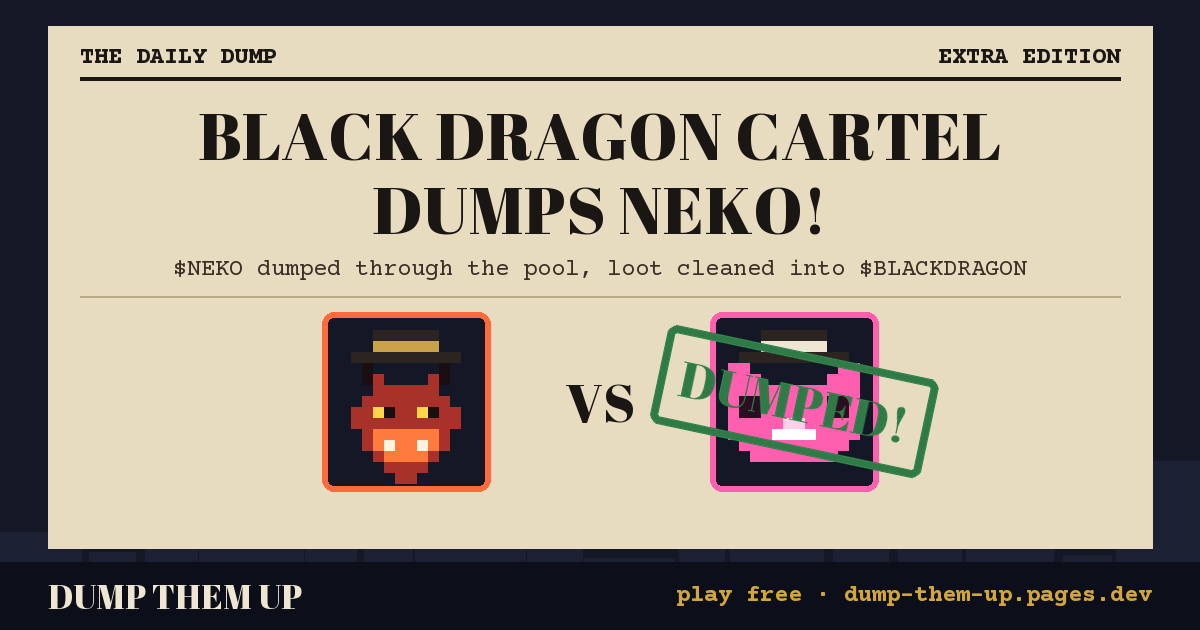 THE DAILY DUMP
EXTRA EDITION
BLACK DRAGON CARTEL
DUMPS NEKO!
$NEKO dumped through the pool, loot cleaned into $BLACKDRAGON
VS
DUMPED!
DUMP THEM UP
play free · dump-them-up.pages.dev